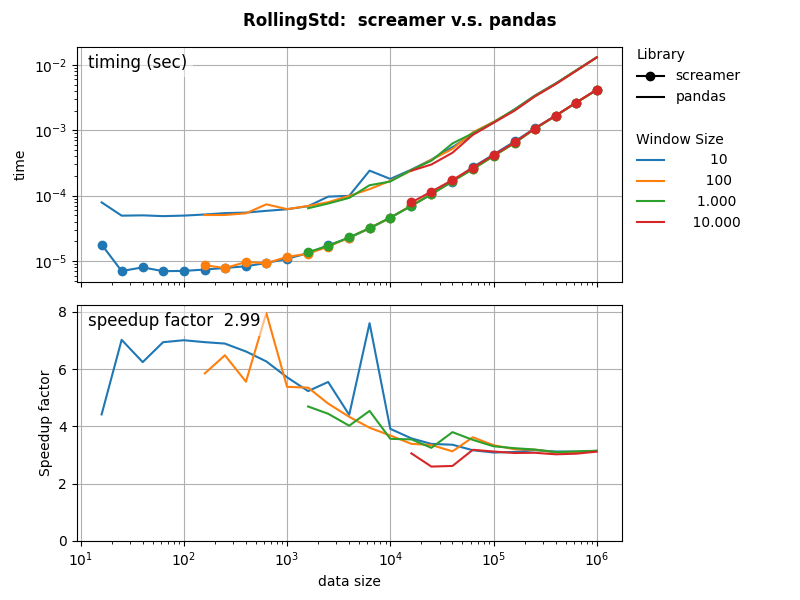 RollingStd:  screamer v.s. pandas
timing (sec)
10⁻²
10⁻³
10⁻⁴
10⁻⁵
time
Library
screamer
pandas
Window Size
10
100
1.000
10.000
speedup factor  2.99
8
6
4
2
0
Speedup factor
10¹ 10² 10³ 10⁴ 10⁵ 10⁶
data size